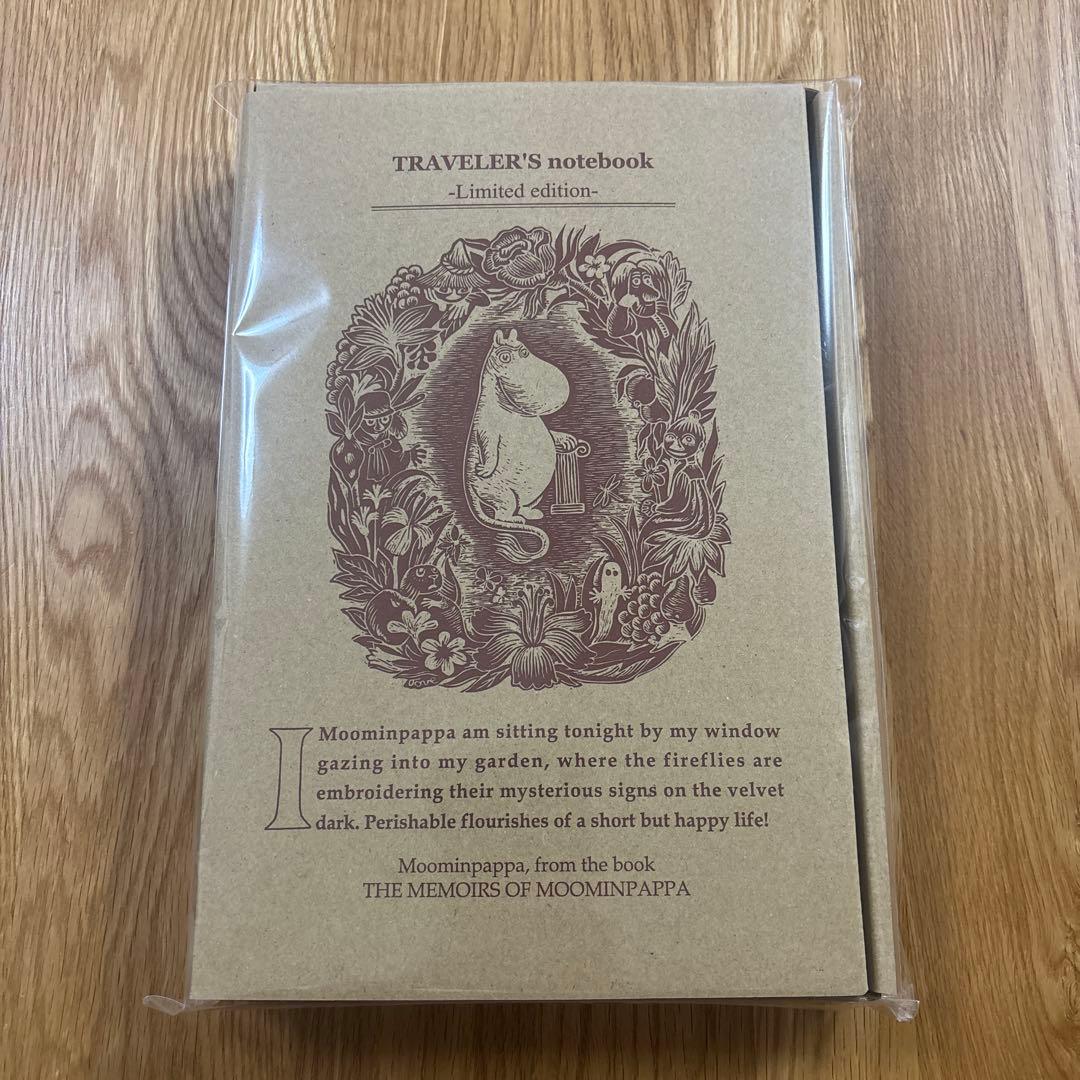 TRAVELER'S notebook
-Limited edition-
I Moominpappa am sitting tonight by my window
gazing into my garden, where the fireflies are
embroidering their mysterious signs on the velvet
dark. Perishable flourishes of a short but happy life!
Moominpappa, from the book
THE MEMOIRS OF MOOMINPAPPA